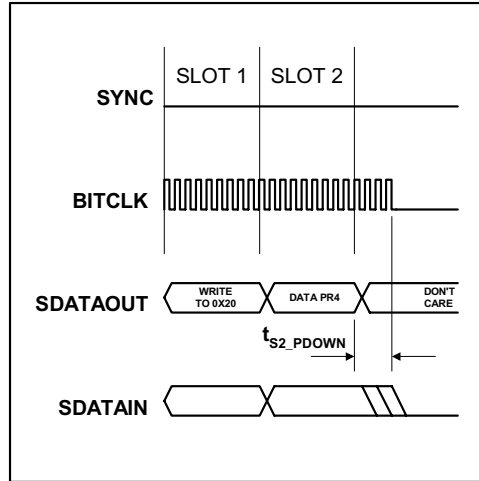 SLOT 1 SLOT 2
SYNC
BITCLK
SDATAOUT
WRITE
TO 0X20
DATA PR4
DON'T
CARE
tS2_PDOWN
SDATAIN